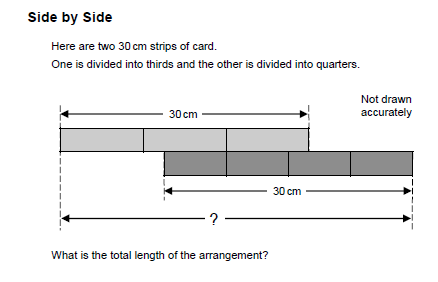 Side by Side
Here are two 30 cm strips of card.
One is divided into thirds and the other is divided into quarters.
Not drawn
accurately
30 cm
30 cm
?
What is the total length of the arrangement?